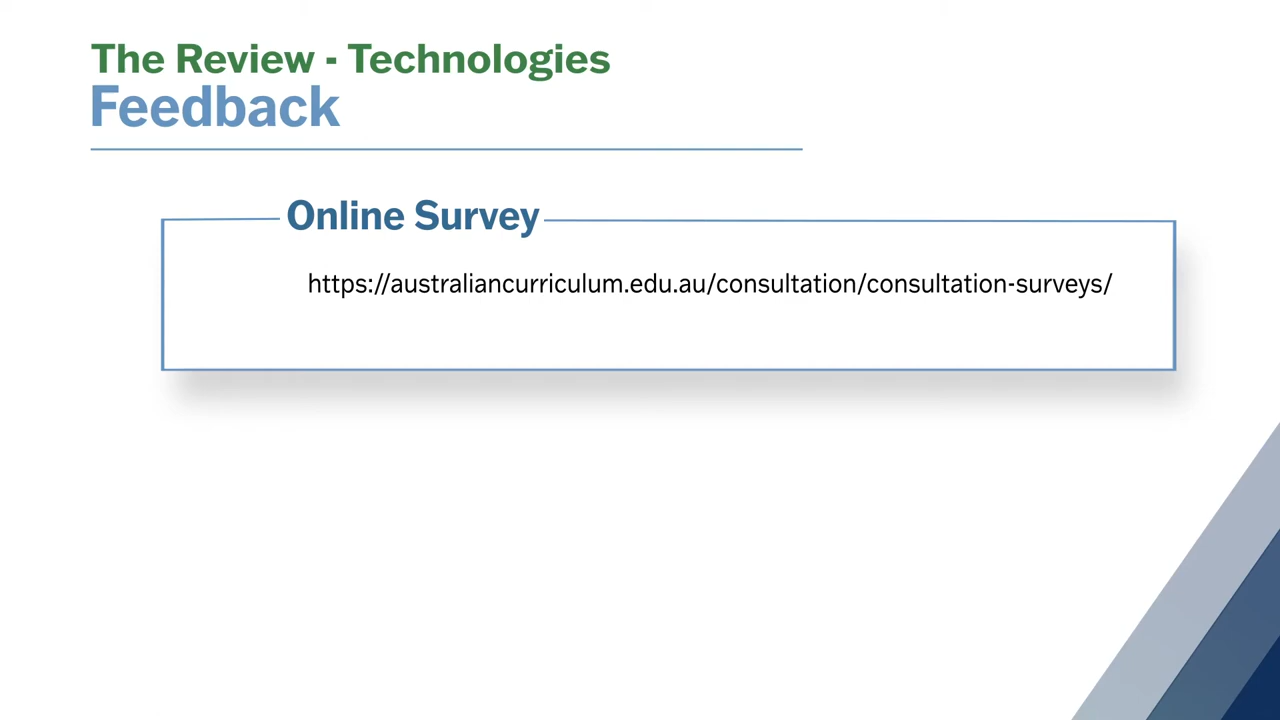 The Review - Technologies
Feedback
Online Survey
https://australiancurriculum.edu.au/consultation/consultation-surveys/